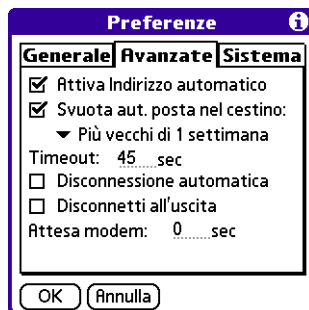 Preferenze
Generale Avanzate Sistema
Attiva Indirizzo automatico
Svuota aut. posta nel cestino:
Più vecchi di 1 settimana
Timeout: 45 sec
Disconnessione automatica
Disconnetti all'uscita
Attesa modem: 0 sec
OK Annulla